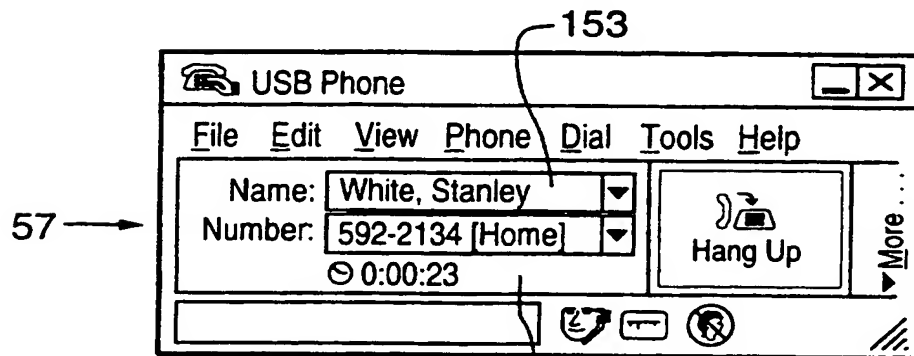 153
USB Phone
File Edit View Phone Dial Tools Help
Name: White, Stanley
Number: 592-2134 [Home]
0:00:23
Hang Up
More...
57